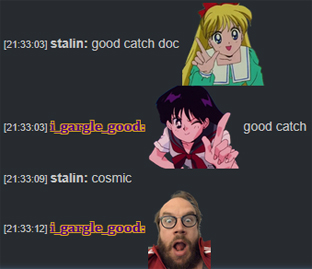 [21:33:03] stalin: good catch doc
[21:33:03] i_gargle_good: good catch
[21:33:09] stalin: cosmic
[21:33:12] i_gargle_good: